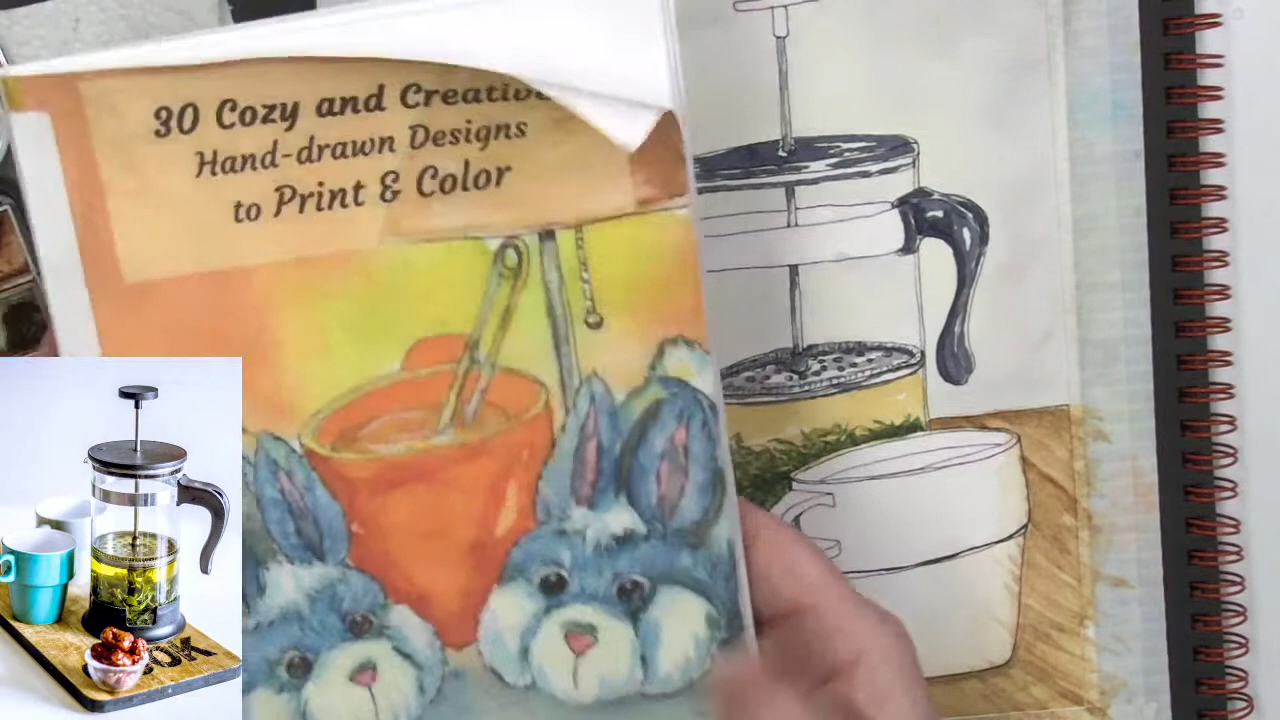 30 Cozy and Creative
Hand-drawn Designs
to Print & Color